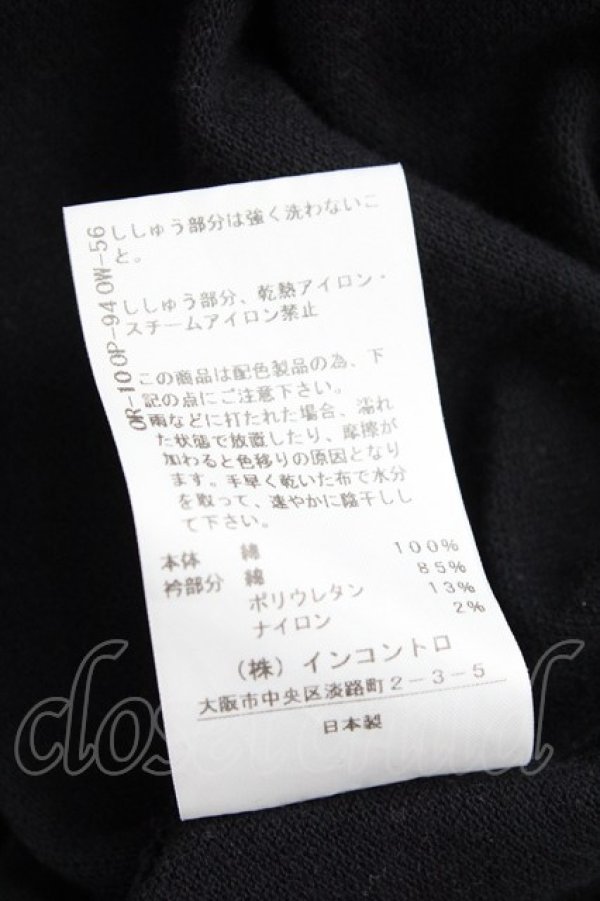 ししゅう部分は強く洗わないこ
と。
ししゅう部分、乾熱アイロン・
スチームアイロン禁止
この商品は配色製品の為、下
記の点にご注意下さい。
雨などに打たれた場合、濡れ
た状態で放置したり、摩擦が
加わると色移りの原因となり
ます。手早く乾いた布で水分
を取って、速やかに陰干しし
て下さい。
本体 綿 100%
衿部分 綿 85%
ポリウレタン 13%
ナイロン 2%
(株)インコントロ
大阪市中央区淡路町2-3-5
日本製
OR-10 OP-94 OW-56
closet child